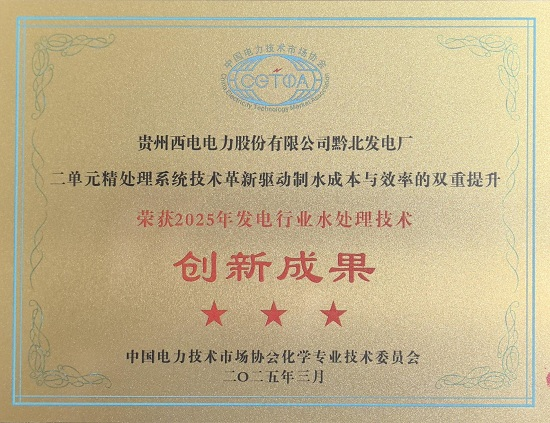 中国电力技术市场协会
CETMA
China Electricity Technology Market Association
贵州西电电力股份有限公司黔北发电厂
二单元精处理系统技术革新驱动制水成本与效率的双重提升
荣获2025年发电行业水处理技术
创新成果
中国电力技术市场协会化学专业技术委员会
二〇二五年三月